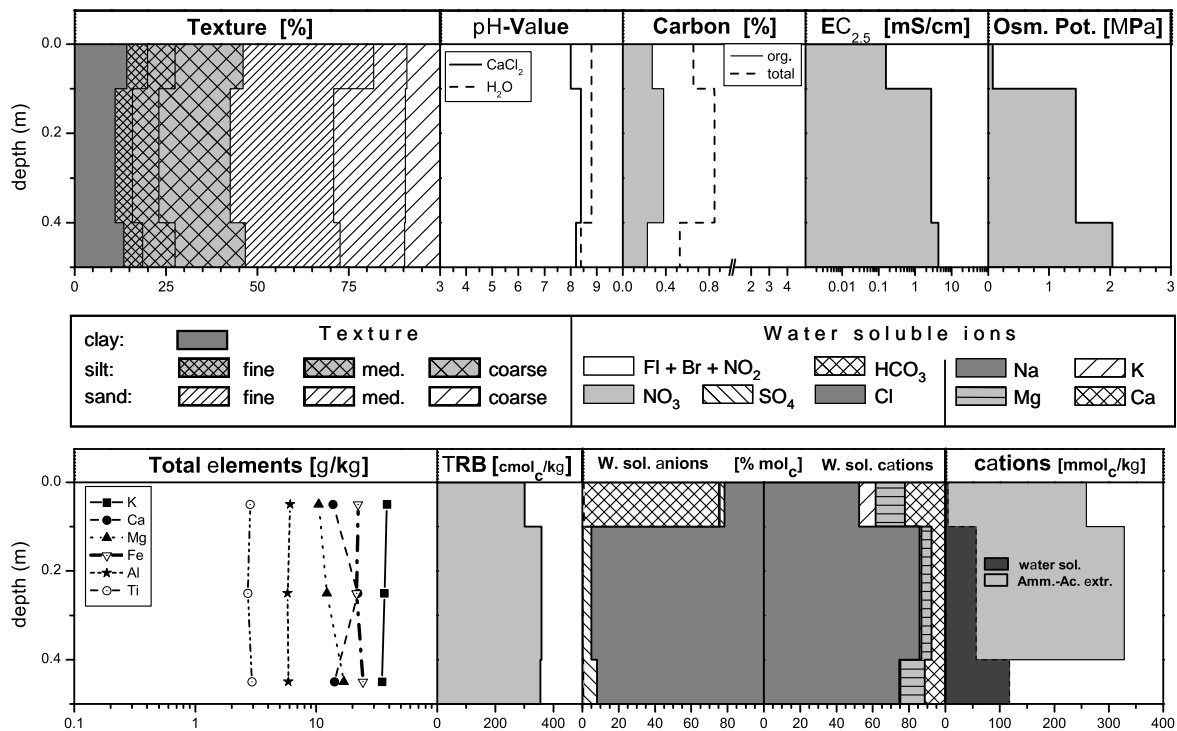 Texture [%]
pH-Value
Carbon [%]
EC2.5 [mS/cm]
Osm. Pot. [MPa]
depth (m)
0.0
0.2
0.4
CaCl2
H2O
org.
total
0 25 50 75
3 4 5 6 7 8 9
0.0 0.4 0.8 2 3 4
0.01 0.1 1 10
0 1 2 3
Texture
clay:
silt: fine med. coarse
sand: fine med. coarse
Water soluble ions
Fl + Br + NO2 HCO3 Na K
NO3 SO4 Cl Mg Ca
Total elements [g/kg]
TRB [cmolc/kg]
W. sol. anions [% molc] W. sol. cations
cations [mmolc/kg]
depth (m)
0.0
0.2
0.4
K
Ca
Mg
Fe
Al
Ti
water sol.
Amm.-Ac. extr.
0.1 1 10
0 200 400
0 20 40 60 80 0 20 40 60 80
0 100 200 300 400